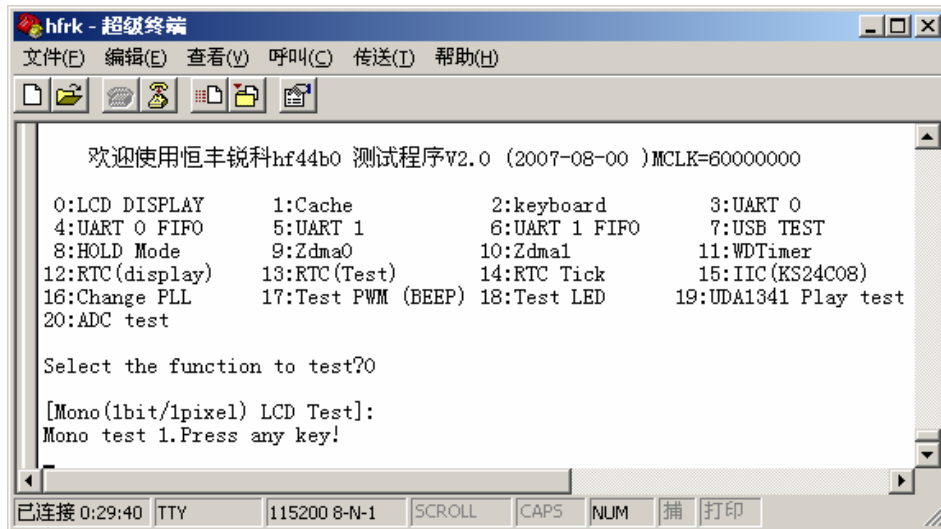 hfrk - 超级终端
文件(F) 编辑(E) 查看(V) 呼叫(C) 传送(T) 帮助(H)
欢迎使用恒丰锐科hf44b0 测试程序V2.0 (2007-08-00 )MCLK=60000000
0:LCD DISPLAY 1:Cache 2:keyboard 3:UART 0
4:UART 0 FIFO 5:UART 1 6:UART 1 FIFO 7:USB TEST
8:HOLD Mode 9:Zdma0 10:Zdma1 11:WDTimer
12:RTC(display) 13:RTC(Test) 14:RTC Tick 15:IIC(KS24C08)
16:Change PLL 17:Test PWM (BEEP) 18:Test LED 19:UDA1341 Play test
20:ADC test
Select the function to test?0
[Mono(1bit/1pixel) LCD Test]:
Mono test 1.Press any key!
已连接 0:29:40 TTY 115200 8-N-1 SCROLL CAPS NUM 捕 打印